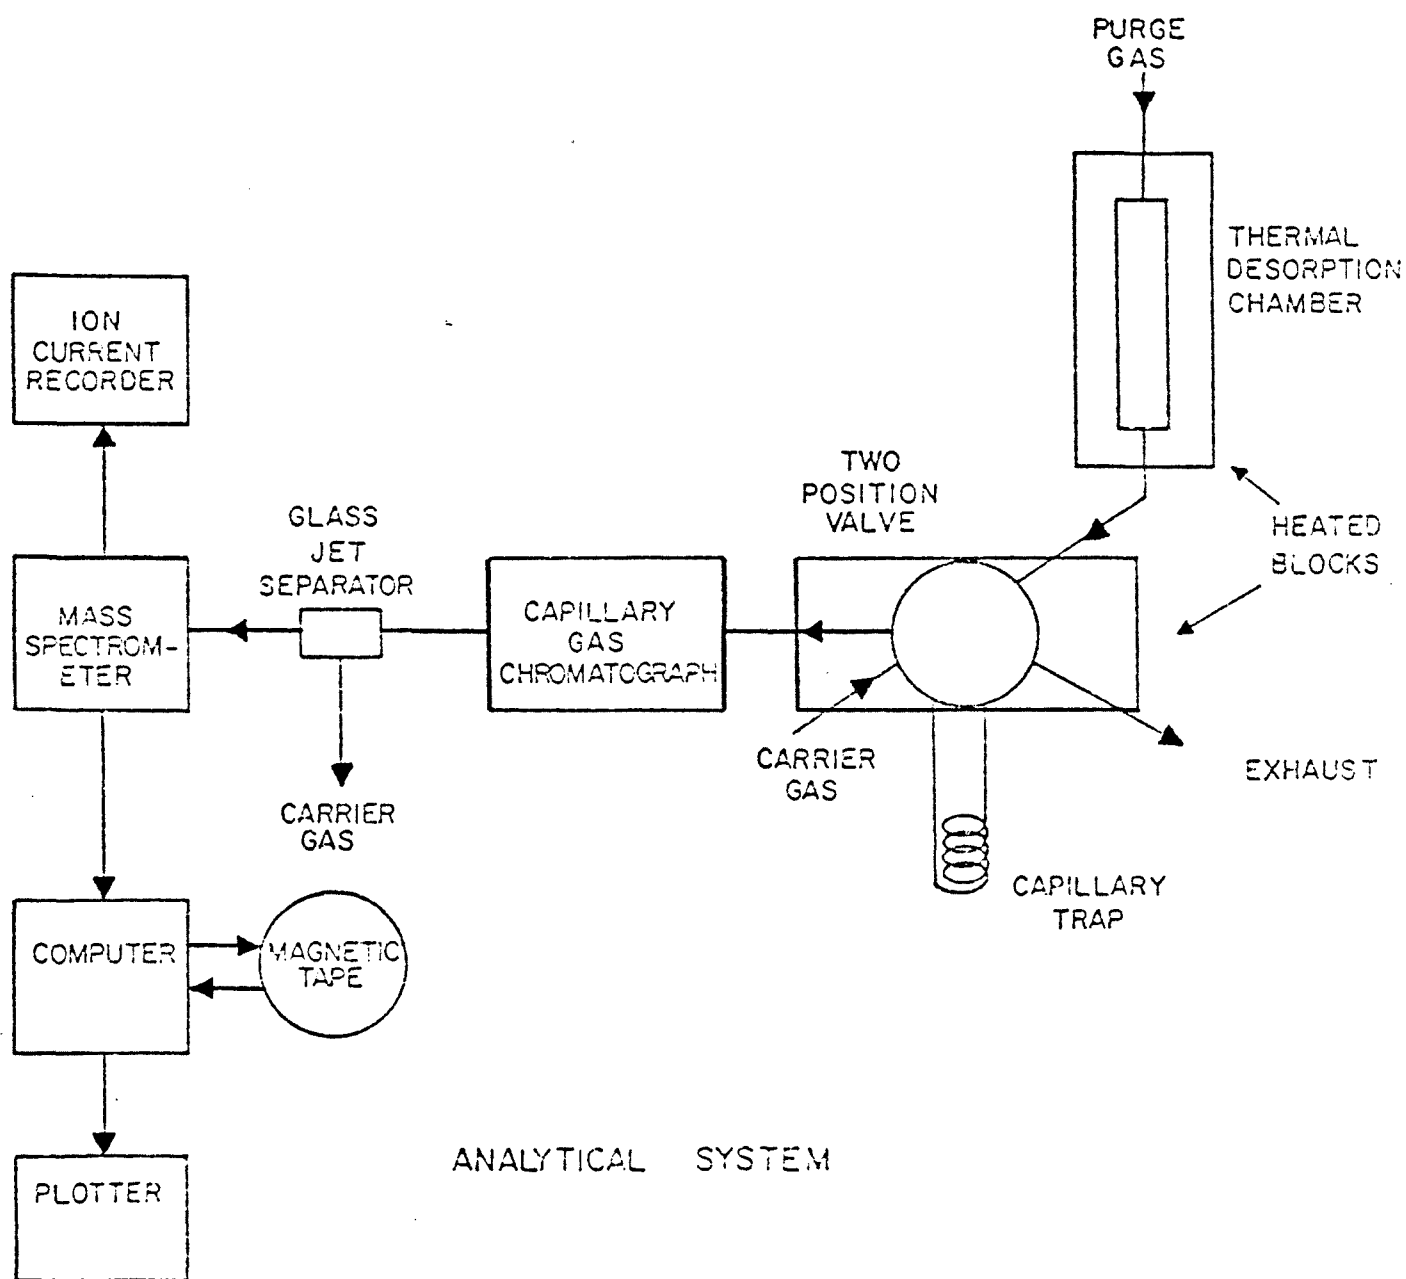 PURGE
GAS
THERMAL
DESORPTION
CHAMBER
ION
CURRENT
RECORDER
TWO
POSITION
VALVE
GLASS
JET
SEPARATOR
HEATED
BLOCKS
MASS
SPECTROM-
ETER
CAPILLARY
GAS
CHROMATOGRAPH
CARRIER
GAS
EXHAUST
CARRIER
GAS
CAPILLARY
TRAP
COMPUTER
MAGNETIC
TAPE
ANALYTICAL SYSTEM
PLOTTER